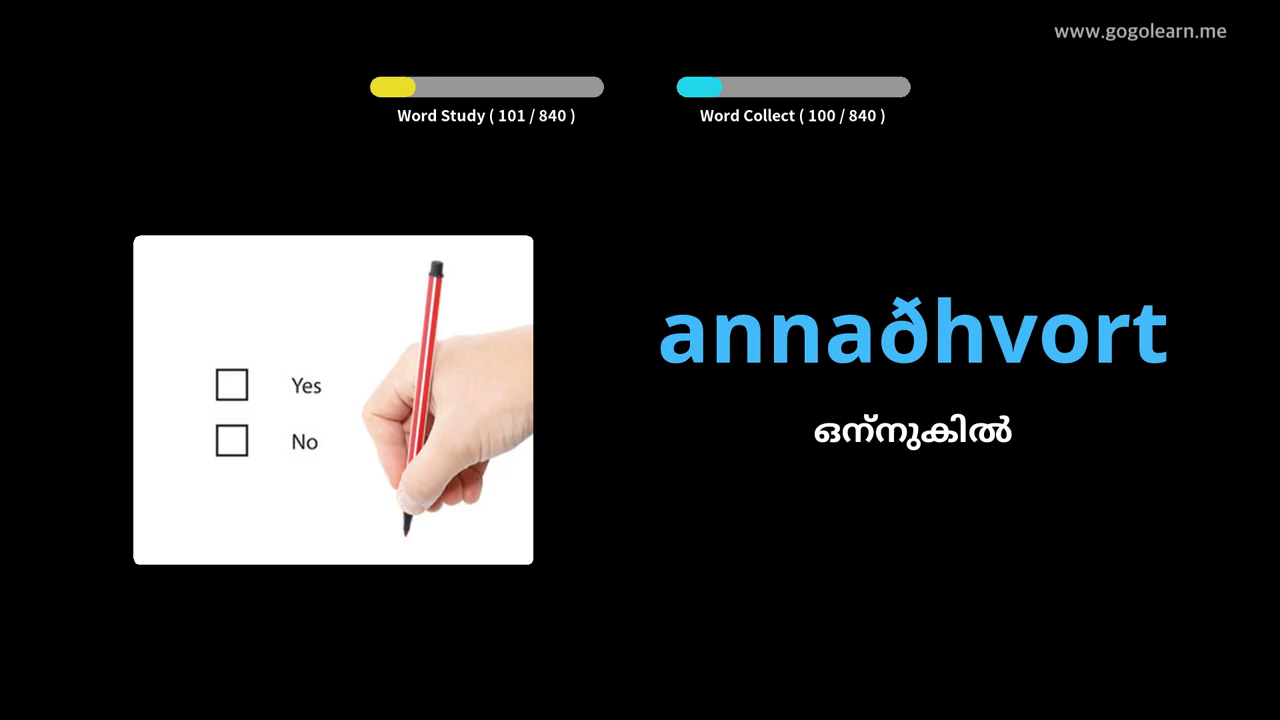 www.gogolearn.me
Word Study ( 101 / 840 )
Word Collect ( 100 / 840 )
Yes
No
annaðhvort
ഒന്നുകിൽ